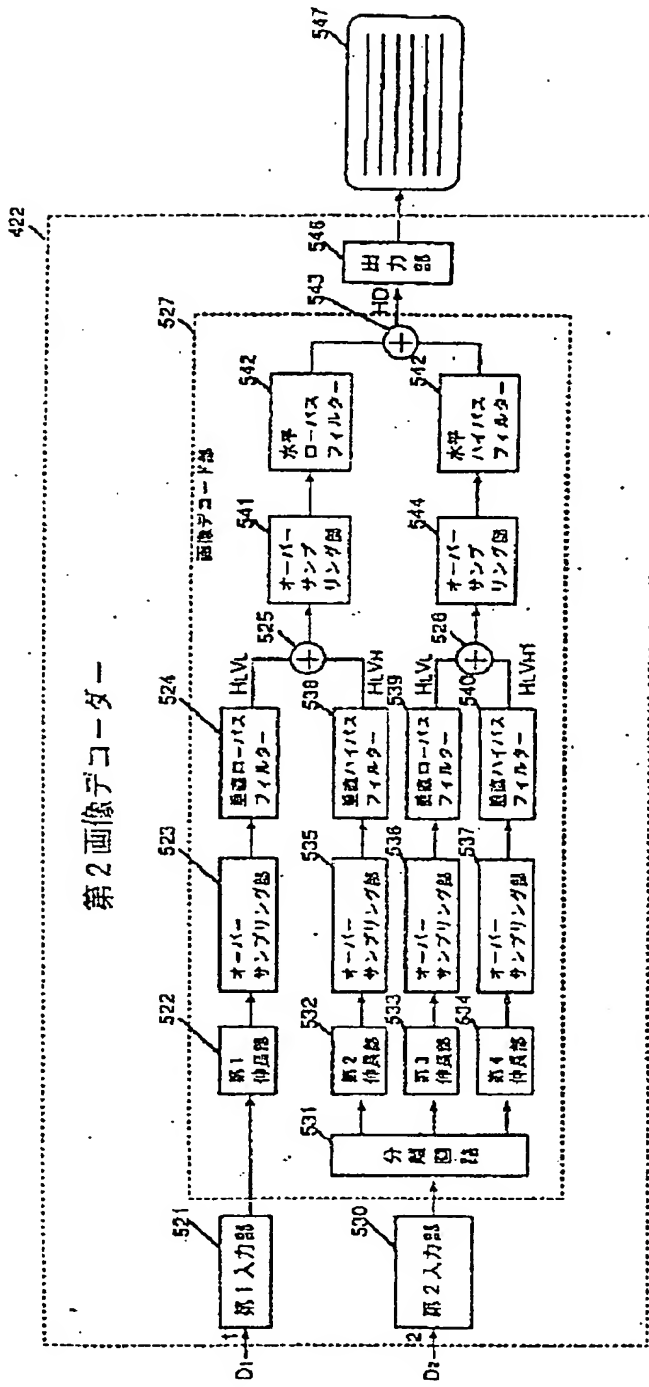 第2画像デコーダー
422
D1
1
521
第1入力部
D2
2
530
第2入力部
527
画像デコード部
522
第1
伸長部
523
オーバー
サンプリング部
524
垂直ローパス
フィルター
HLVL
525
531
分離回路
532
第2
伸長部
535
オーバー
サンプリング部
538
垂直ハイパス
フィルター
HLVH
533
第3
伸長部
536
オーバー
サンプリング部
539
垂直ローパス
フィルター
HLVL
526
534
第4
伸長部
537
オーバー
サンプリング部
540
垂直ハイパス
フィルター
541
オーバー
サンプ
リング部
542
水平
ローパス
フィルター
544
オーバー
サンプ
リング部
542
水平
ハイパス
フィルター
543
HD
546
出力部
547